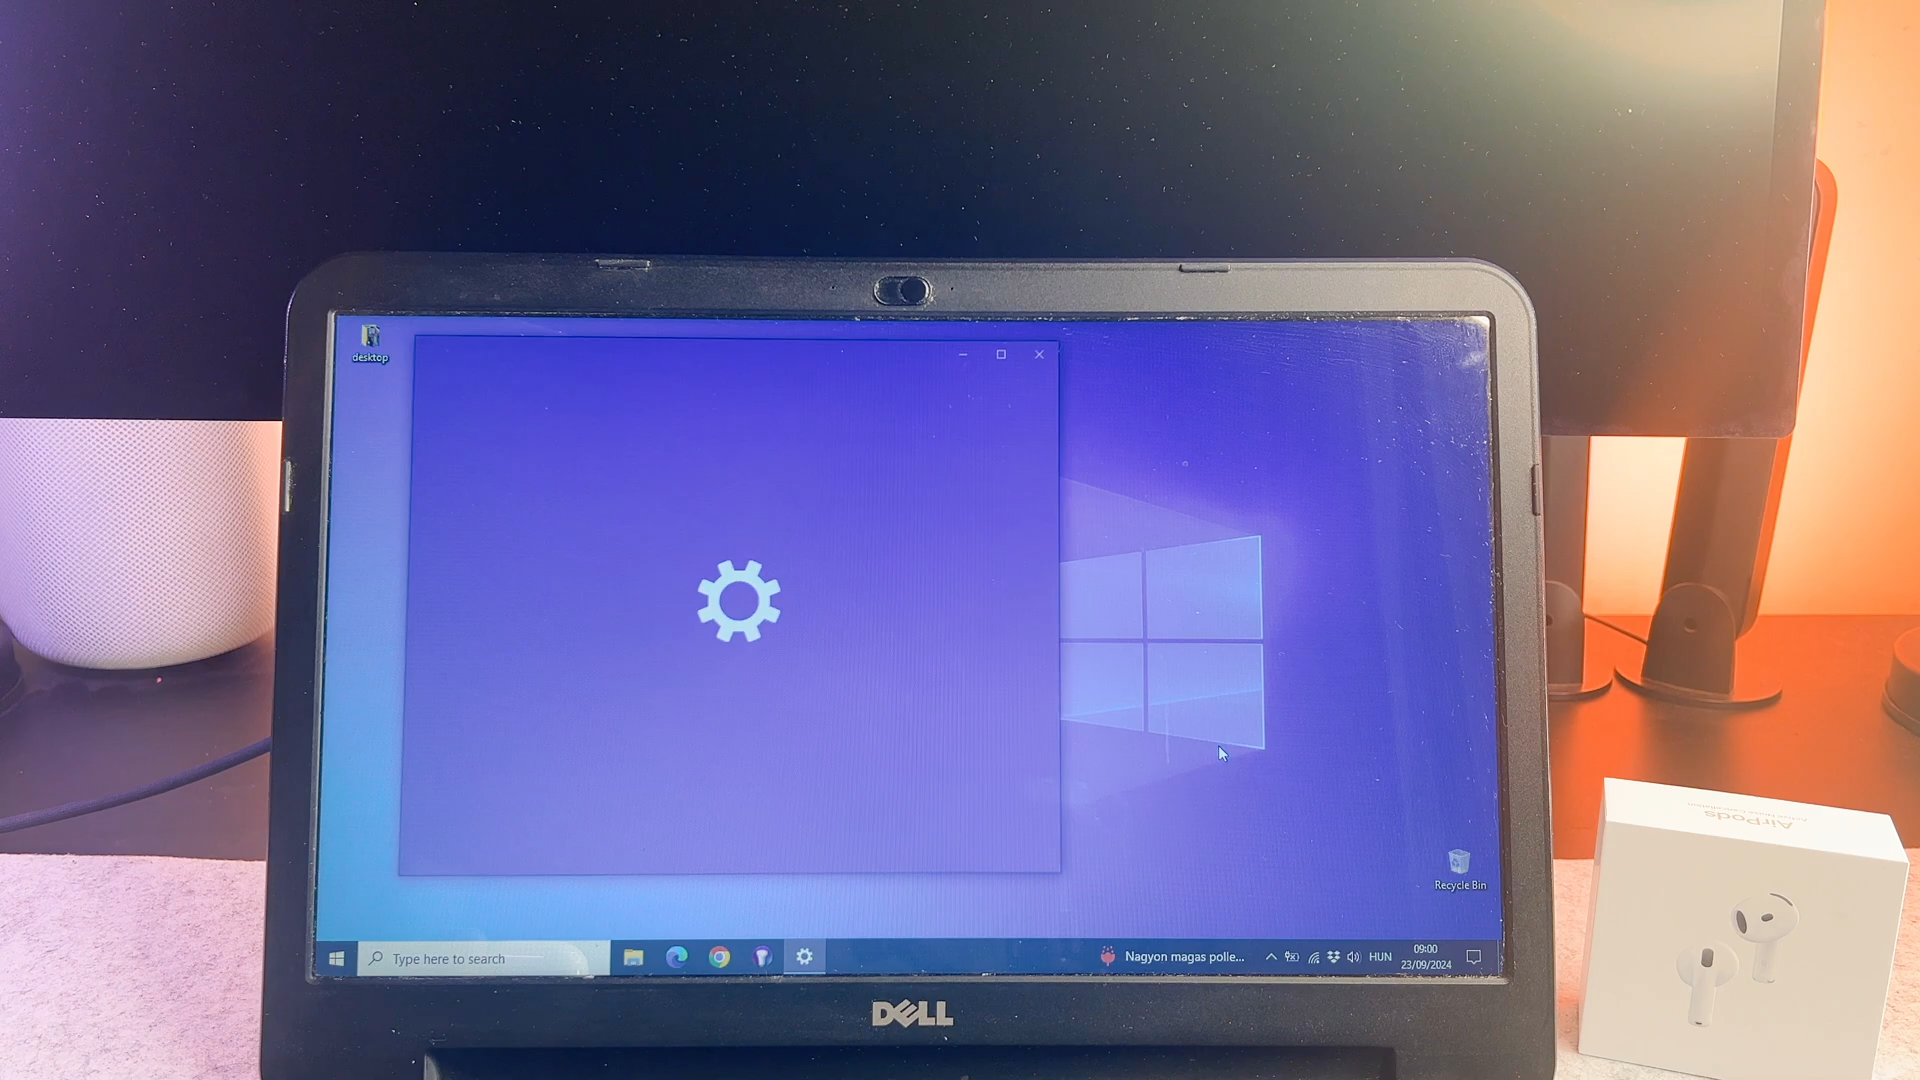 desktop
Recycle Bin
Type here to search
Nagyon magas polle...
HUN
09:00
23/09/2024
DELL
AirPods